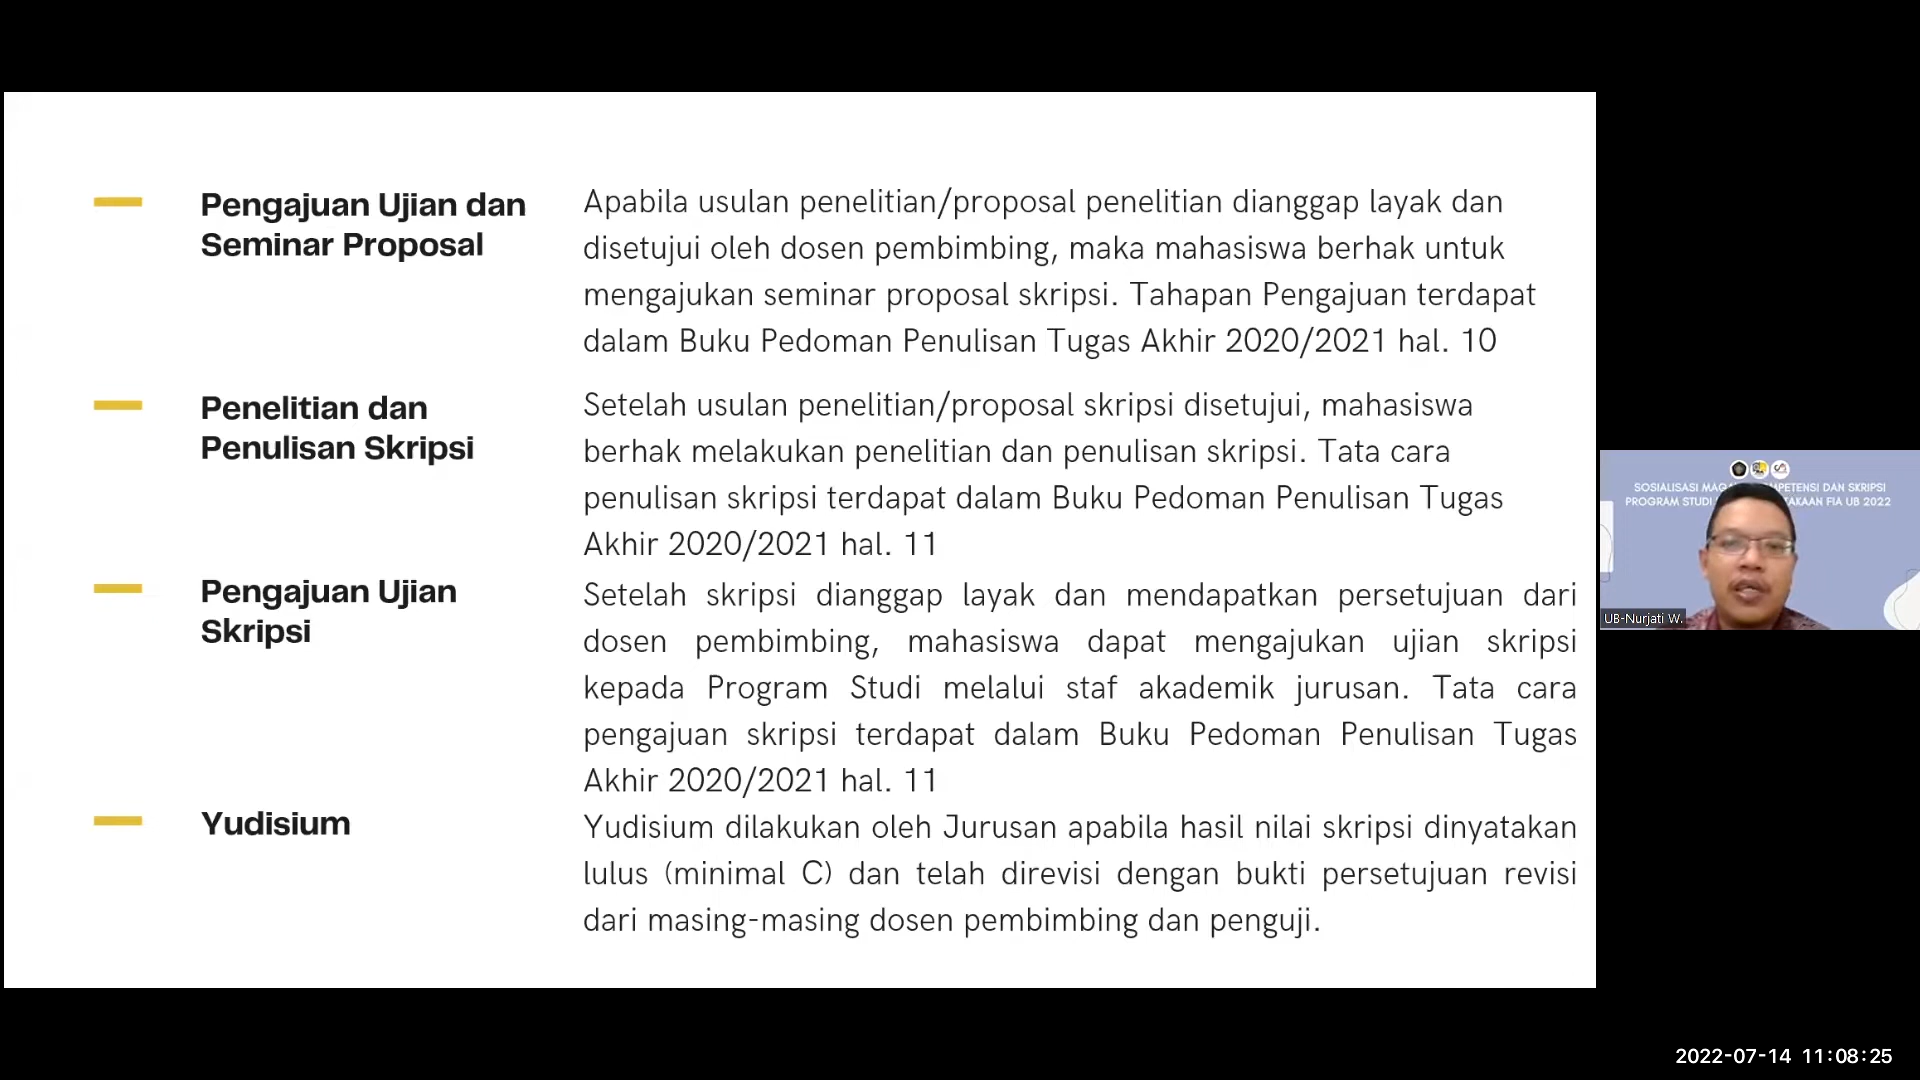 Pengajuan Ujian dan
Seminar Proposal
Apabila usulan penelitian/proposal penelitian dianggap layak dan
disetujui oleh dosen pembimbing, maka mahasiswa berhak untuk
mengajukan seminar proposal skripsi. Tahapan Pengajuan terdapat
dalam Buku Pedoman Penulisan Tugas Akhir 2020/2021 hal. 10
Penelitian dan
Penulisan Skripsi
Setelah usulan penelitian/proposal skripsi disetujui, mahasiswa
berhak melakukan penelitian dan penulisan skripsi. Tata cara
penulisan skripsi terdapat dalam Buku Pedoman Penulisan Tugas
Akhir 2020/2021 hal. 11
Pengajuan Ujian
Skripsi
Setelah skripsi dianggap layak dan mendapatkan persetujuan dari
dosen pembimbing, mahasiswa dapat mengajukan ujian skripsi
kepada Program Studi melalui staf akademik jurusan. Tata cara
pengajuan skripsi terdapat dalam Buku Pedoman Penulisan Tugas
Akhir 2020/2021 hal. 11
Yudisium
Yudisium dilakukan oleh Jurusan apabila hasil nilai skripsi dinyatakan
lulus (minimal C) dan telah direvisi dengan bukti persetujuan revisi
dari masing-masing dosen pembimbing dan penguji.
SOSIALISASI DAN SKRIPSI
PROGRAM STUDI FIA UB 2022
UB-Nurjati W.
2022-07-14 11:08:25